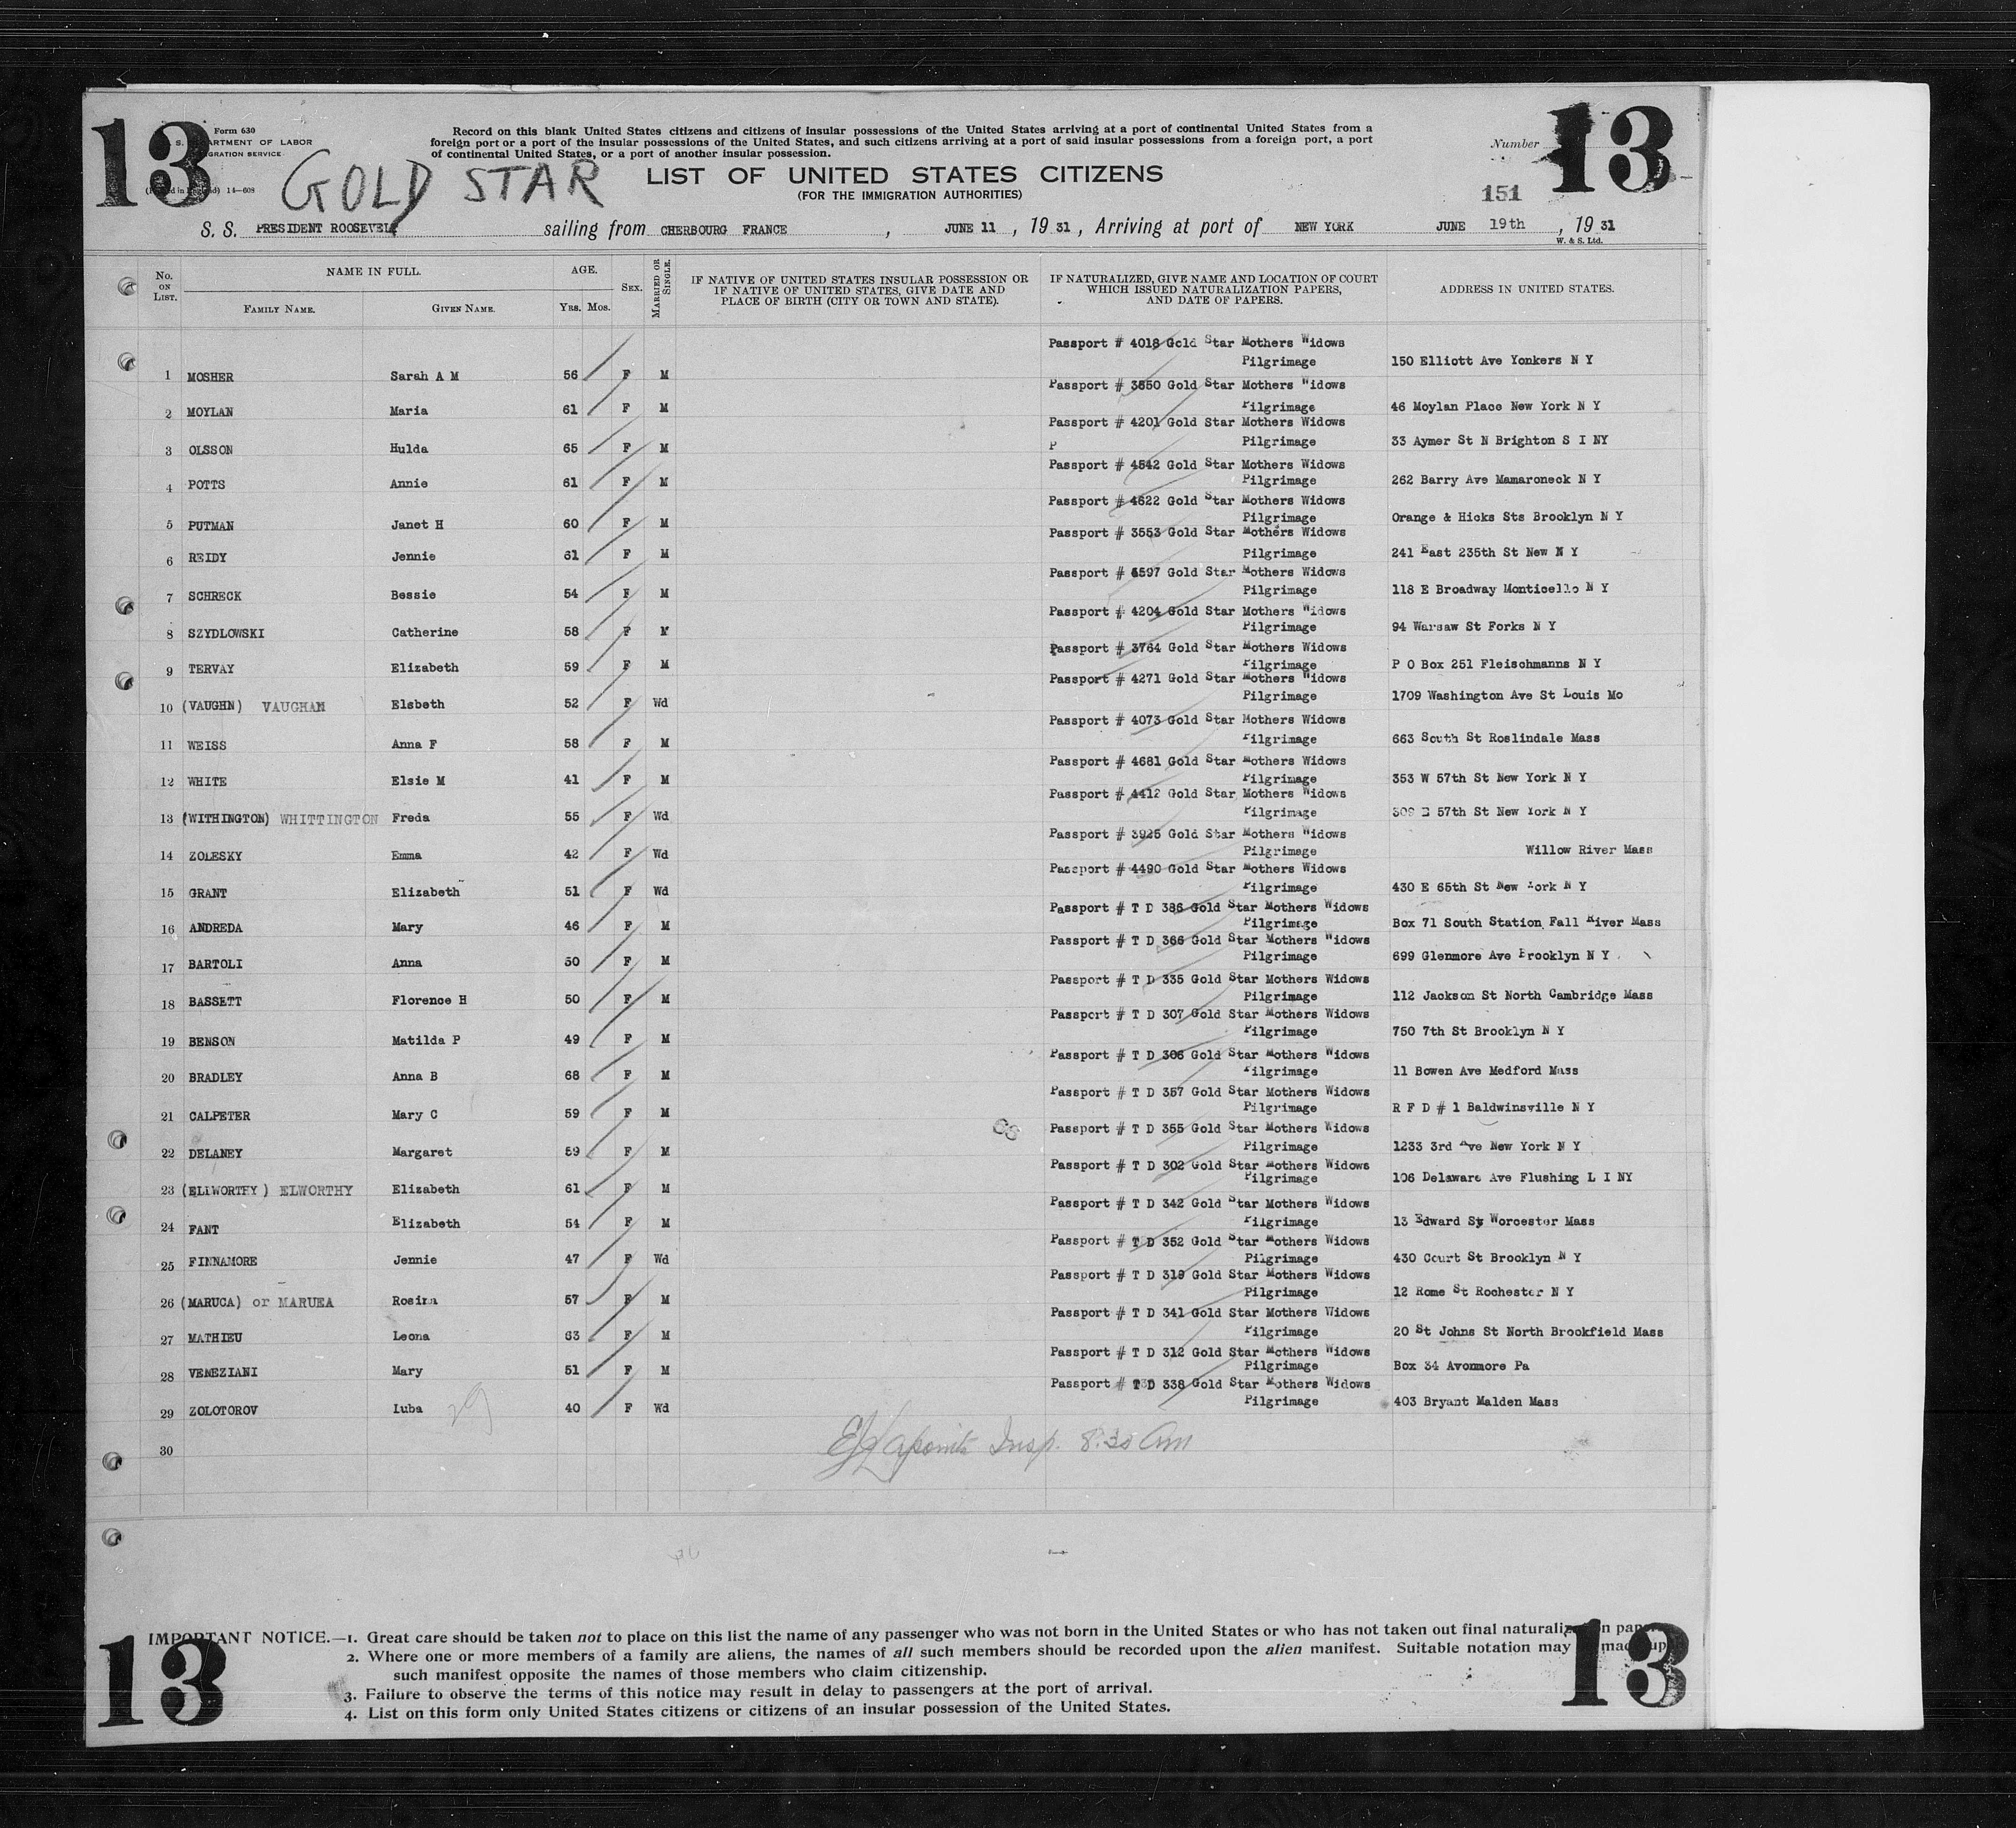 13
Form 630
DEPARTMENT OF LABOR
IMMIGRATION SERVICE
14—608
GOLD STAR
Record on this blank United States citizens and citizens of insular possessions of the United States arriving at a port of continental United States from a
foreign port or a port of the insular possessions of the United States, and such citizens arriving at a port of said insular possessions from a foreign port, a port
of continental United States, or a port of another insular possession.
LIST OF UNITED STATES CITIZENS
(FOR THE IMMIGRATION AUTHORITIES)
Number 13
151
S. S. PRESIDENT ROOSEVELT sailing from CHERBOURG FRANCE, JUNE 11, 1931, Arriving at port of NEW YORK JUNE 19th, 1931
W. & S. Ltd.
No. ON LIST. NAME IN FULL. AGE. SEX. MARRIED OR SINGLE. IF NATIVE OF UNITED STATES INSULAR POSSESSION OR IF NATIVE OF UNITED STATES, GIVE DATE AND PLACE OF BIRTH (CITY OR TOWN AND STATE). IF NATURALIZED, GIVE NAME AND LOCATION OF COURT WHICH ISSUED NATURALIZATION PAPERS, AND DATE OF PAPERS. ADDRESS IN UNITED STATES.
FAMILY NAME. GIVEN NAME. YRS. MOS.
Passport # 4018 Gold Star Mothers Widows
1 MOSHER Sarah A M 56 F M Pilgrimage 150 Elliott Ave Yonkers N Y
Passport # 3850 Gold Star Mothers Widows
2 MOYLAN Maria 61 F M Pilgrimage 46 Moylan Place New York N Y
Passport # 4201 Gold Star Mothers Widows
3 OLSSON Hulda 65 F M P Pilgrimage 33 Aymer St N Brighton S I NY
Passport # 4542 Gold Star Mothers Widows
4 POTTS Annie 61 F M Pilgrimage 262 Barry Ave Mamaroneck N Y
Passport # 4622 Gold Star Mothers Widows
5 PUTMAN Janet H 60 F M Pilgrimage Orange & Hicks Sts Brooklyn N Y
Passport # 3553 Gold Star Mothers Widows
6 REIDY Jennie 61 F M Pilgrimage 241 East 235th St New N Y
Passport # Gold Star Mothers Widows
7 SCHRECK Bessie 54 F M Pilgrimage 118 E Broadway Monticello N Y
Passport # 4204 Gold Star Mothers Widows
8 SZYDLOWSKI Catherine 58 F M Pilgrimage 94 Warsaw St Forks N Y
Passport # 3764 Gold Star Mothers Widows
9 TERVAY Elizabeth 59 F M Pilgrimage P O Box 251 Fleischmanns N Y
Passport # 4271 Gold Star Mothers Widows
10 (VAUGHN) VAUGHAM Elsbeth 52 F Wd Pilgrimage 1709 Washington Ave St Louis Mo
Passport # 4073 Gold Star Mothers Widows
11 WEISS Anna F 58 F M Pilgrimage 663 South St Roslindale Mass
Passport # 4681 Gold Star Mothers Widows
12 WHITE Elsie M 41 F M Pilgrimage 353 W 57th St New York N Y
Passport # 4412 Gold Star Mothers Widows
13 (WITHINGTON) WHITTINGTON Freda 55 F Wd Pilgrimage 309 E 57th St New York N Y
Passport # 3925 Gold Star Mothers Widows
14 ZOLESKY Emma 42 F Wd Pilgrimage Willow River Mass
Passport # 4490 Gold Star Mothers Widows
15 GRANT Elizabeth 51 F Wd Pilgrimage 430 E 65th St New York N Y
Passport # T D 386 Gold Star Mothers Widows
16 ANDREDA Mary 46 F M Pilgrimage Box 71 South Station Fall River Mass
Passport # T D 366 Gold Star Mothers Widows
17 BARTOLI Anna 50 F M Pilgrimage 699 Glenmore Ave Brooklyn N Y
Passport # T D 335 Gold Star Mothers Widows
18 BASSETT Florence H 50 F M Pilgrimage 112 Jackson St North Cambridge Mass
Passport # T D 307 Gold Star Mothers Widows
19 BENSON Matilda P 49 F M Pilgrimage 750 7th St Brooklyn N Y
Passport # T D 306 Gold Star Mothers Widows
20 BRADLEY Anna B 68 F M Pilgrimage 11 Bowen Ave Medford Mass
Passport # T D 357 Gold Star Mothers Widows
21 CALPETER Mary C 59 F M Pilgrimage R F D # 1 Baldwinsville N Y
Passport # T D 355 Gold Star Mothers Widows
22 DELANEY Margaret 59 F M Pilgrimage 1233 3rd Ave New York N Y
Passport # T D 302 Gold Star Mothers Widows
23 (ELLWORTHY) ELWORTHY Elizabeth 61 F M Pilgrimage 106 Delaware Ave Flushing L I NY
Passport # T D 342 Gold Star Mothers Widows
24 FANT Elizabeth 54 F M Pilgrimage 13 Edward St Worcester Mass
Passport # T D 352 Gold Star Mothers Widows
25 FINNAMORE Jennie 47 F Wd Pilgrimage 430 Court St Brooklyn N Y
Passport # T D 319 Gold Star Mothers Widows
26 (MARUCA) or MARUEA Rosina 57 F M Pilgrimage 12 Rome St Rochester N Y
Passport # T D 341 Gold Star Mothers Widows
27 MATHIEU Leona 63 F M Pilgrimage 20 St Johns St North Brookfield Mass
Passport # T D 312 Gold Star Mothers Widows
28 VENEZIANI Mary 51 F M Pilgrimage Box 34 Avonmore Pa
Passport # T D 338 Gold Star Mothers Widows
29 ZOLOTOROV Luba 40 F Wd Pilgrimage 403 Bryant Malden Mass
29
30
Insp. 8.30 Am
IMPORTANT NOTICE.—1. Great care should be taken not to place on this list the name of any passenger who was not born in the United States or who has not taken out final naturalization papers.
2. Where one or more members of a family are aliens, the names of all such members should be recorded upon the alien manifest. Suitable notation may be made upon
such manifest opposite the names of those members who claim citizenship.
3. Failure to observe the terms of this notice may result in delay to passengers at the port of arrival.
4. List on this form only United States citizens or citizens of an insular possession of the United States.
13
13